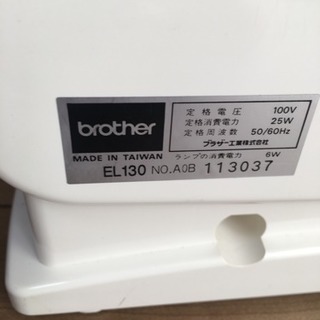 brother
定格電圧 100V
定格消費電力 25W
定格周波数 50/60Hz
ブラザー工業株式会社
MADE IN TAIWAN ランプの消費電力 6W
EL130 NO.A0B 113037